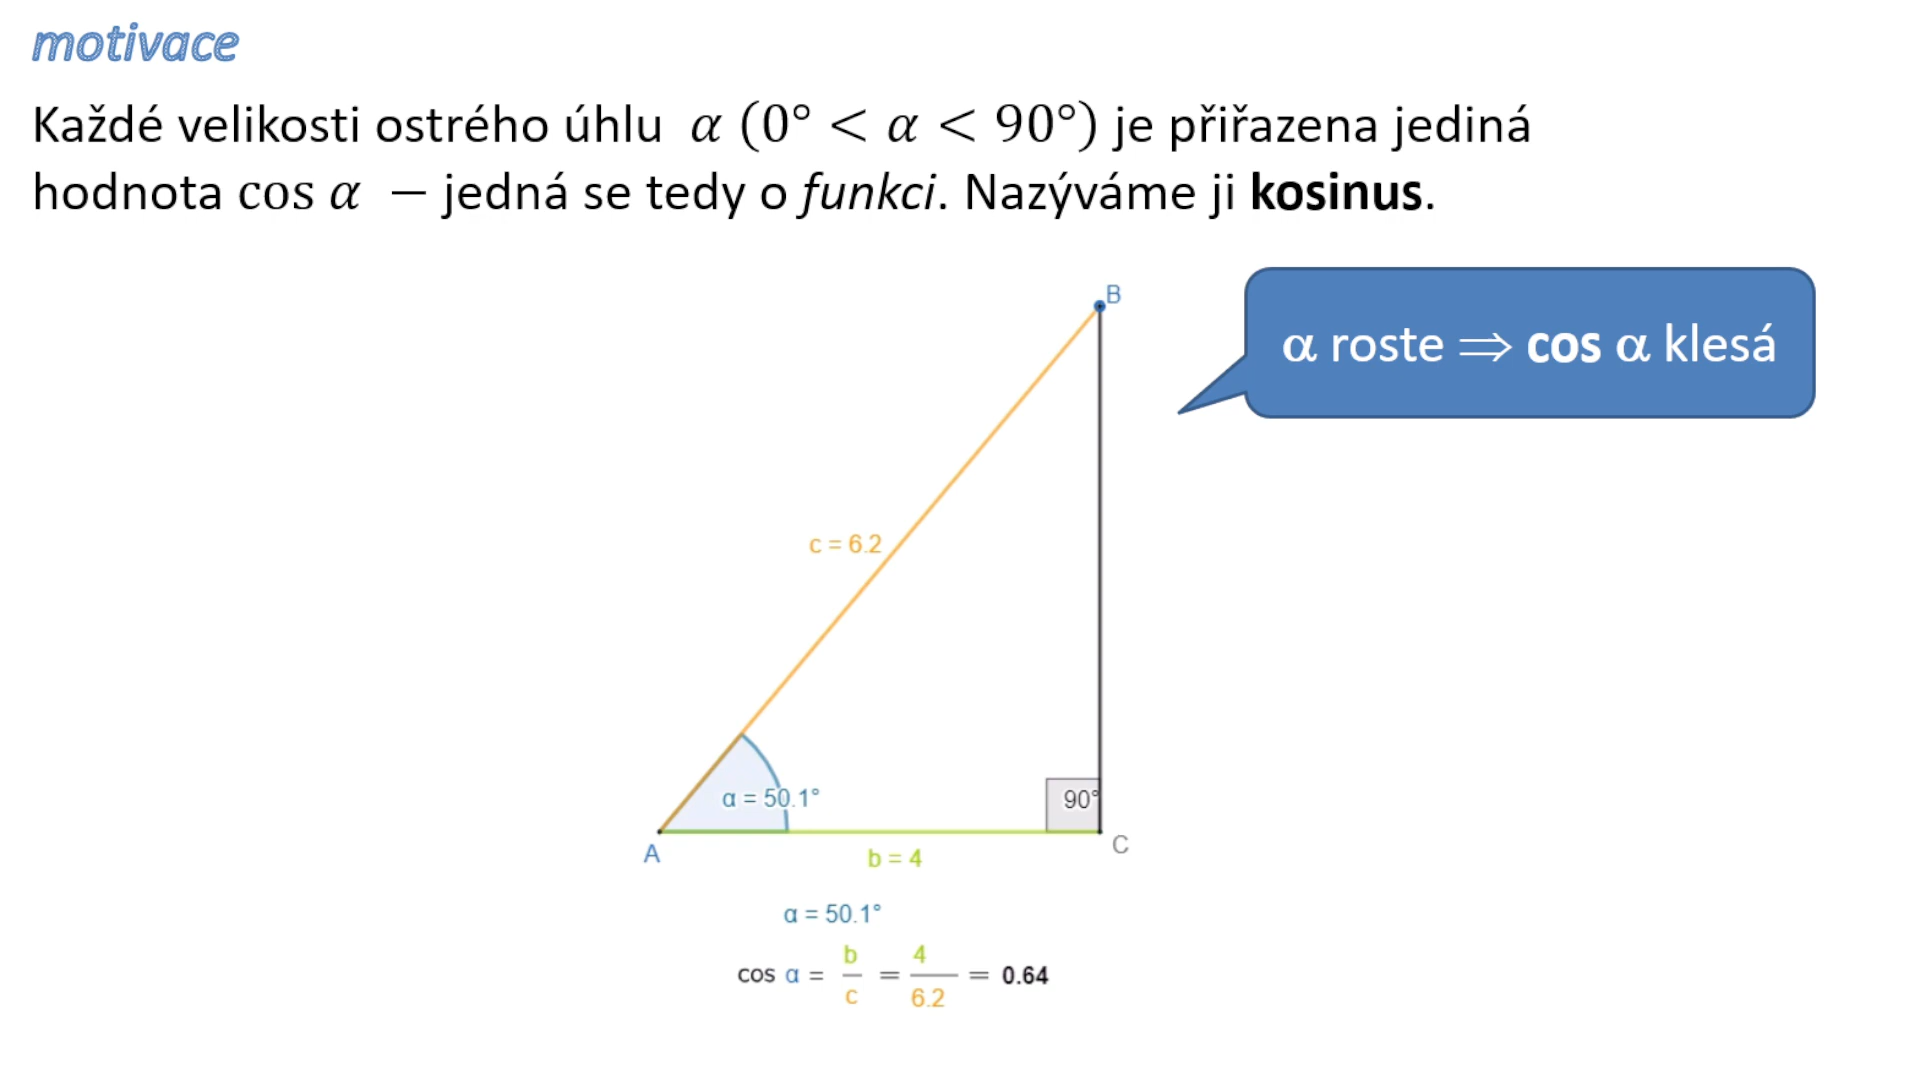 motivace
Každé velikosti ostrého úhlu α (0° < α < 90°) je přiřazena jediná
hodnota cos α − jedná se tedy o funkci. Nazýváme ji kosinus.
B
α roste ⇒ cos α klesá
c = 6.2
α = 50.1°
90°
A
C
b = 4
α = 50.1°
cos α = b/c = 4/6.2 = 0.64